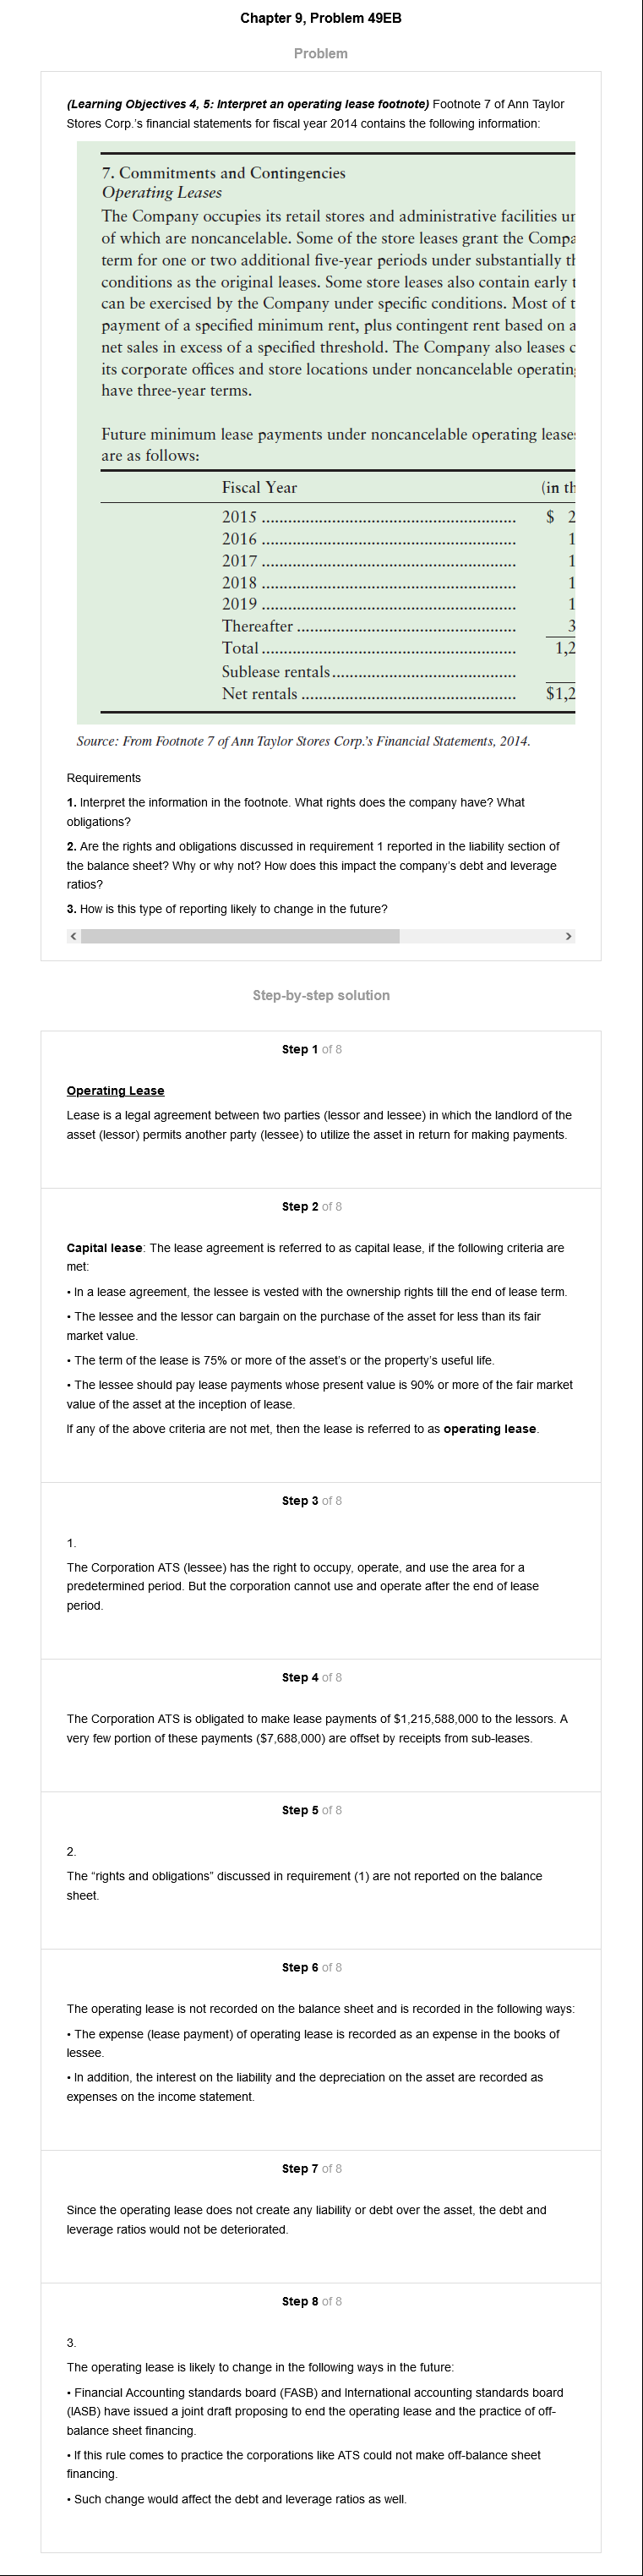 Chapter 9, Problem 49EB
Problem
(Learning Objectives 4, 5: Interpret an operating lease footnote) Footnote 7 of Ann Taylor
Stores Corp.'s financial statements for fiscal year 2014 contains the following information:
7. Commitments and Contingencies
Operating Leases
The Company occupies its retail stores and administrative facilities un
of which are noncancelable. Some of the store leases grant the Compa
term for one or two additional five-year periods under substantially th
conditions as the original leases. Some store leases also contain early t
can be exercised by the Company under specific conditions. Most of t
payment of a specified minimum rent, plus contingent rent based on a
net sales in excess of a specified threshold. The Company also leases c
its corporate offices and store locations under noncancelable operating
have three-year terms.
Future minimum lease payments under noncancelable operating leases
are as follows:
Fiscal Year (in th
2015 ............................................................ $ 2
2016 ............................................................ 1
2017 ............................................................ 1
2018 ............................................................ 1
2019 ............................................................ 1
Thereafter .................................................... 3
Total ............................................................ 1,2
Sublease rentals ............................................
Net rentals ................................................... $1,2
Source: From Footnote 7 of Ann Taylor Stores Corp.'s Financial Statements, 2014.
Requirements
1. Interpret the information in the footnote. What rights does the company have? What
obligations?
2. Are the rights and obligations discussed in requirement 1 reported in the liability section of
the balance sheet? Why or why not? How does this impact the company's debt and leverage
ratios?
3. How is this type of reporting likely to change in the future?
Step-by-step solution
Step 1 of 8
Operating Lease
Lease is a legal agreement between two parties (lessor and lessee) in which the landlord of the
asset (lessor) permits another party (lessee) to utilize the asset in return for making payments.
Step 2 of 8
Capital lease: The lease agreement is referred to as capital lease, if the following criteria are
met:
• In a lease agreement, the lessee is vested with the ownership rights till the end of lease term.
• The lessee and the lessor can bargain on the purchase of the asset for less than its fair
market value.
• The term of the lease is 75% or more of the asset's or the property's useful life.
• The lessee should pay lease payments whose present value is 90% or more of the fair market
value of the asset at the inception of lease.
If any of the above criteria are not met, then the lease is referred to as operating lease.
Step 3 of 8
1.
The Corporation ATS (lessee) has the right to occupy, operate, and use the area for a
predetermined period. But the corporation cannot use and operate after the end of lease
period.
Step 4 of 8
The Corporation ATS is obligated to make lease payments of $1,215,588,000 to the lessors. A
very few portion of these payments ($7,688,000) are offset by receipts from sub-leases.
Step 5 of 8
2.
The "rights and obligations" discussed in requirement (1) are not reported on the balance
sheet.
Step 6 of 8
The operating lease is not recorded on the balance sheet and is recorded in the following ways:
• The expense (lease payment) of operating lease is recorded as an expense in the books of
lessee.
• In addition, the interest on the liability and the depreciation on the asset are recorded as
expenses on the income statement.
Step 7 of 8
Since the operating lease does not create any liability or debt over the asset, the debt and
leverage ratios would not be deteriorated.
Step 8 of 8
3.
The operating lease is likely to change in the following ways in the future:
• Financial Accounting standards board (FASB) and International accounting standards board
(IASB) have issued a joint draft proposing to end the operating lease and the practice of off-
balance sheet financing.
• If this rule comes to practice the corporations like ATS could not make off-balance sheet
financing.
• Such change would affect the debt and leverage ratios as well.